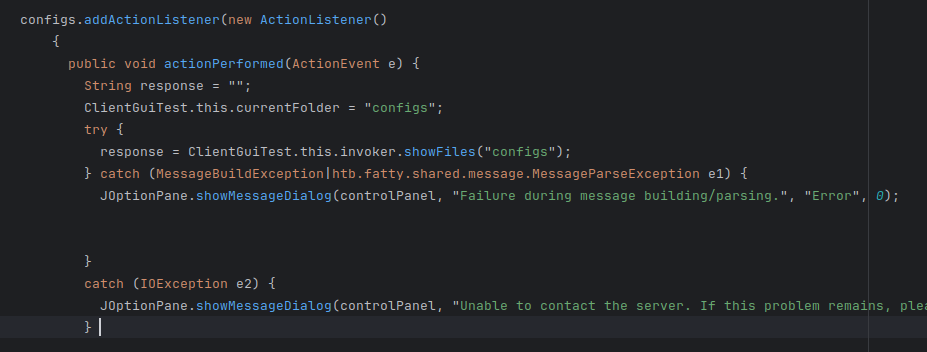 configs.addActionListener(new ActionListener()
{
public void actionPerformed(ActionEvent e) {
String response = "";
ClientGuiTest.this.currentFolder = "configs";
try {
response = ClientGuiTest.this.invoker.showFiles("configs");
} catch (MessageBuildException|htb.fatty.shared.message.MessageParseException e1) {
JOptionPane.showMessageDialog(controlPanel, "Failure during message building/parsing.", "Error", 0);
}
catch (IOException e2) {
JOptionPane.showMessageDialog(controlPanel, "Unable to contact the server. If this problem remains, plea
}